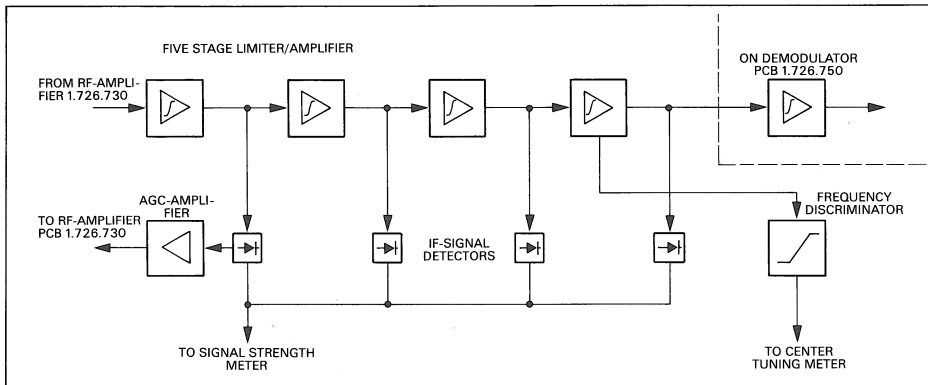 FIVE STAGE LIMITER/AMPLIFIER
ON DEMODULATOR
PCB 1.726.750
FROM RF-AMPLI-
FIER 1.726.730
AGC-AMPLI-
FIER
TO RF-AMPLIFIER
PCB 1.726.730
IF-SIGNAL
DETECTORS
FREQUENCY
DISCRIMINATOR
TO SIGNAL STRENGTH
METER
TO CENTER
TUNING METER